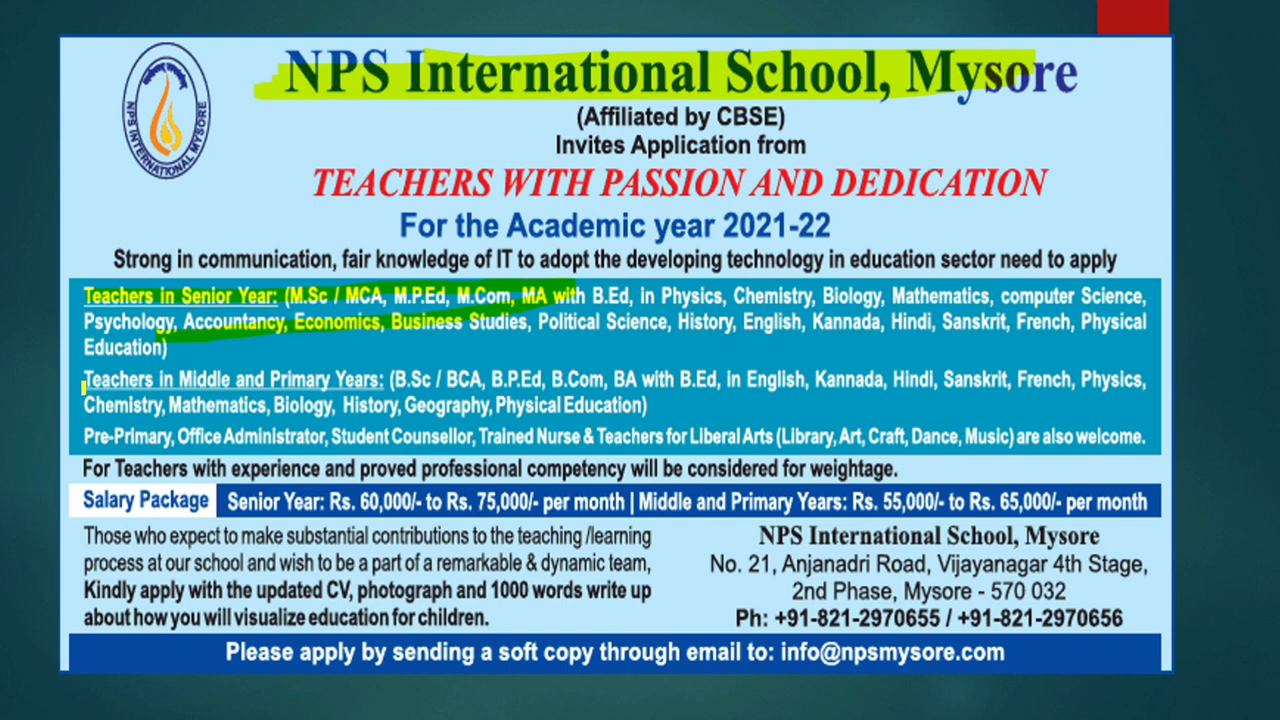 NPS International School, Mysore
NPS INTERNATIONAL MYSORE
(Affiliated by CBSE)
Invites Application from
TEACHERS WITH PASSION AND DEDICATION
For the Academic year 2021-22
Strong in communication, fair knowledge of IT to adopt the developing technology in education sector need to apply
Teachers in Senior Year: (M.Sc / MCA, M.P.Ed, M.Com, MA with B.Ed, in Physics, Chemistry, Biology, Mathematics, computer Science,
Psychology, Accountancy, Economics, Business Studies, Political Science, History, English, Kannada, Hindi, Sanskrit, French, Physical
Education)
Teachers in Middle and Primary Years: (B.Sc / BCA, B.P.Ed, B.Com, BA with B.Ed, in English, Kannada, Hindi, Sanskrit, French, Physics,
Chemistry, Mathematics, Biology, History, Geography, Physical Education)
Pre-Primary, Office Administrator, Student Counsellor, Trained Nurse & Teachers for Liberal Arts (Library, Art, Craft, Dance, Music) are also welcome.
For Teachers with experience and proved professional competency will be considered for weightage.
Salary Package Senior Year: Rs. 60,000/- to Rs. 75,000/- per month | Middle and Primary Years: Rs. 55,000/- to Rs. 65,000/- per month
Those who expect to make substantial contributions to the teaching /learning
process at our school and wish to be a part of a remarkable & dynamic team,
Kindly apply with the updated CV, photograph and 1000 words write up
about how you will visualize education for children.
NPS International School, Mysore
No. 21, Anjanadri Road, Vijayanagar 4th Stage,
2nd Phase, Mysore - 570 032
Ph: +91-821-2970655 / +91-821-2970656
Please apply by sending a soft copy through email to: info@npsmysore.com